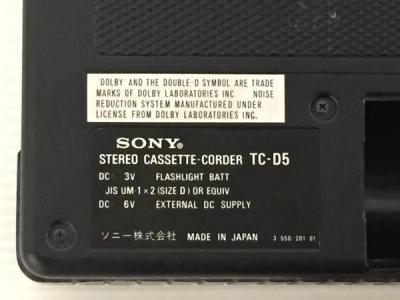 'DOLBY' AND THE DOUBLE-D SYMBOL ARE TRADE
MARKS OF DOLBY LABORATORIES INC NOISE
REDUCTION SYSTEM MANUFACTURED UNDER
LICENSE FROM DOLBY LABORATORIES INC.
SONY®
STEREO CASSETTE-CORDER TC-D5
DC 3V FLASHLIGHT BATT
JIS UM-1×2 (SIZE D) OR EQUIV
DC 6V EXTERNAL DC SUPPLY
ソニー株式会社 MADE IN JAPAN 3-556-201 01